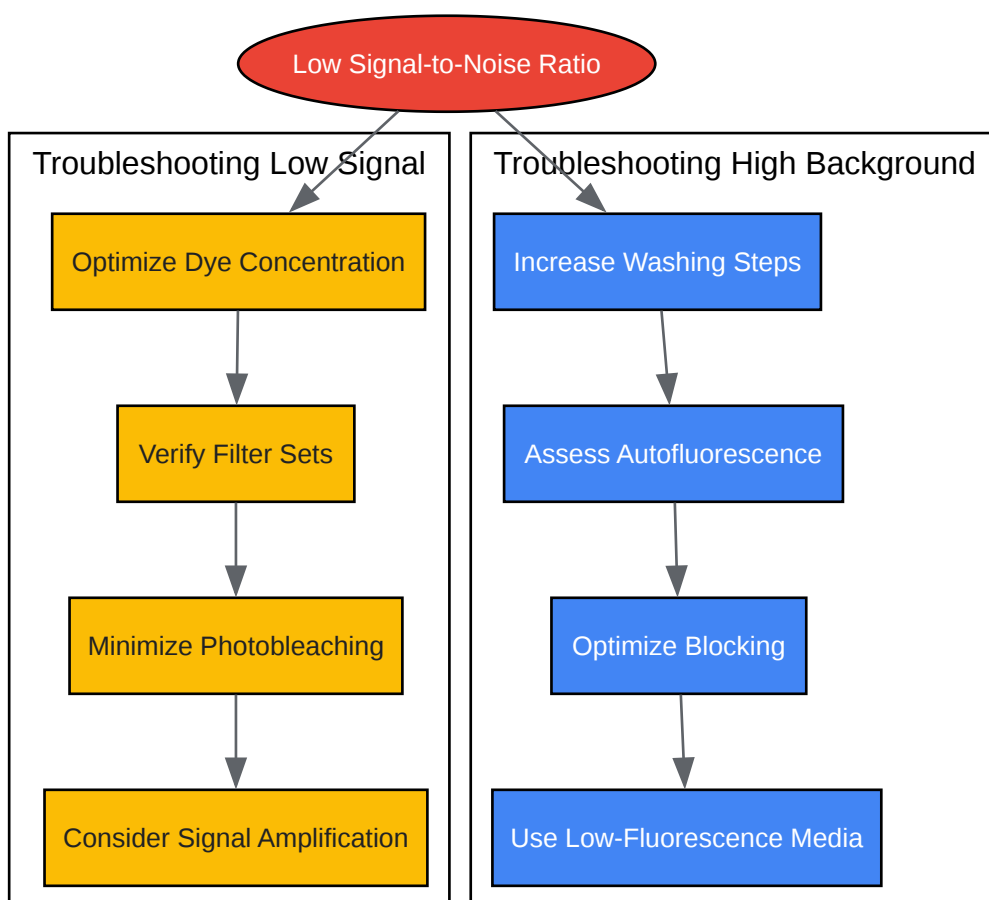 Low Signal-to-Noise Ratio
Troubleshooting Low Signal
Optimize Dye Concentration
Verify Filter Sets
Minimize Photobleaching
Consider Signal Amplification
Troubleshooting High Background
Increase Washing Steps
Assess Autofluorescence
Optimize Blocking
Use Low-Fluorescence Media